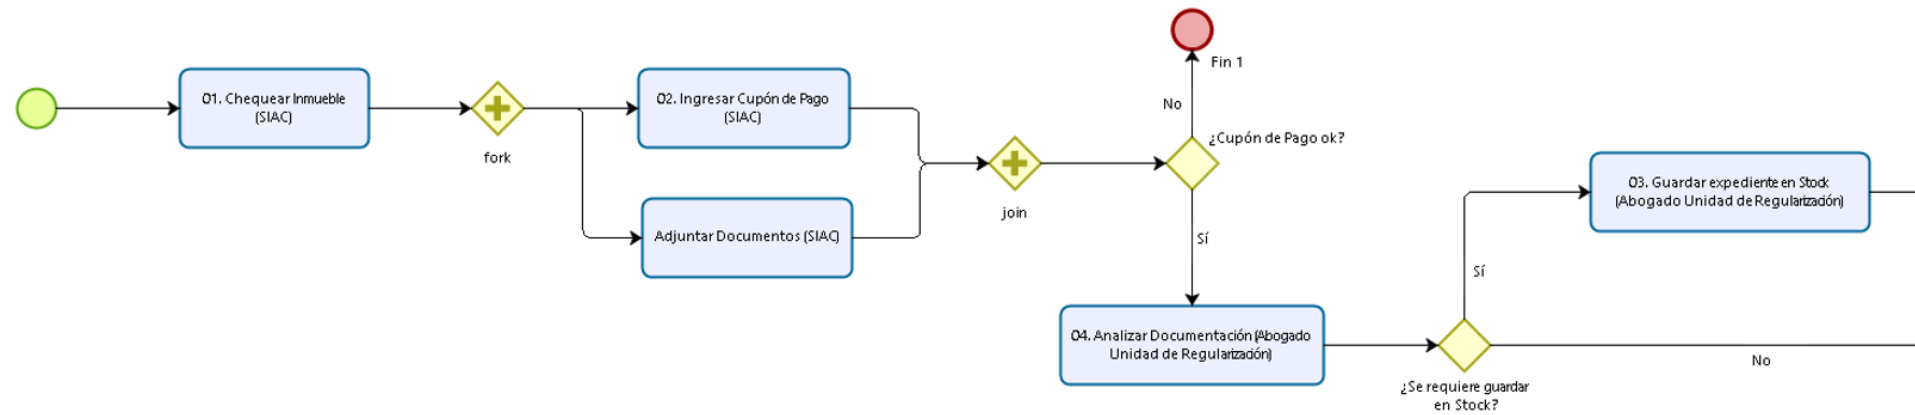 01. Chequear Inmueble
(SIAC)
fork
02. Ingresar Cupón de Pago
(SIAC)
Adjuntar Documentos (SIAC)
join
Fin 1
No
¿Cupón de Pago ok?
Sí
04. Analizar Documentación (Abogado
Unidad de Regularización)
¿Se requiere guardar
en Stock?
Sí
No
03. Guardar expediente en Stock
(Abogado Unidad de Regularización)